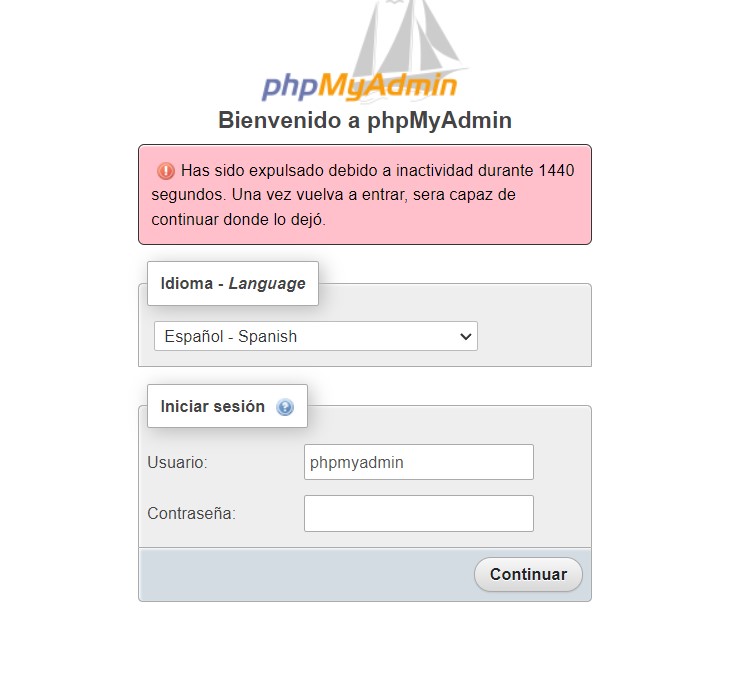 phpMyAdmin
Bienvenido a phpMyAdmin
Has sido expulsado debido a inactividad durante 1440
segundos. Una vez vuelva a entrar, sera capaz de
continuar donde lo dejó.
Idioma - Language
Español - Spanish
Iniciar sesión
Usuario:
phpmyadmin
Contraseña:
Continuar